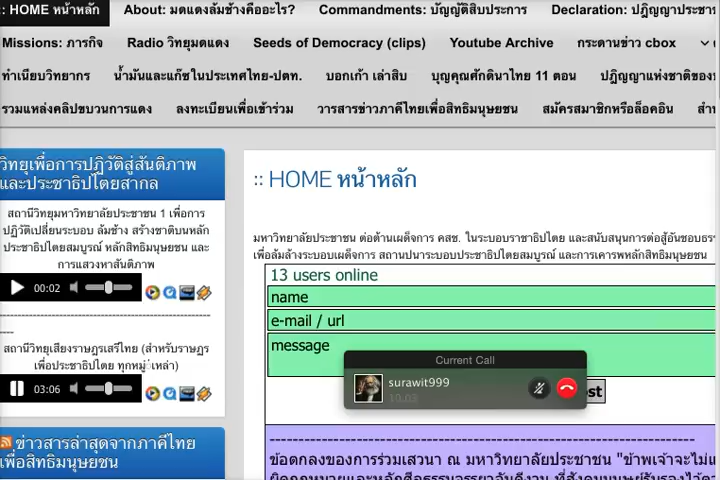 :: HOME หน้าหลัก About: มดแดงล้มช้างคืออะไร? Commandments: บัญญัติสิบประการ Declaration: ปฏิญญาประชา
Missions: ภารกิจ Radio วิทยุมดแดง Seeds of Democracy (clips) Youtube Archive กระดานข่าว cbox
ทำเนียบวิทยากร น้ำมันและแก๊ซในประเทศไทย-ปตท. บอกเก้า เล่าสิบ บุญคุณศักดินาไทย 11 ตอน ปฏิญญาแห่งชาติของ
รวมแหล่งคลิปขบวนการแดง ลงทะเบียนเพื่อเข้าร่วม วารสารข่าวภาคีไทยเพื่อสิทธิมนุษยชน สมัครสมาชิกหรือล็อคอิน
วิทยุเพื่อการปฏิวัติสู่สันติภาพ
และประชาธิปไตยสากล
สถานีวิทยุมหาวิทยาลัยประชาชน 1 เพื่อการ
ปฏิวัติเปลี่ยนระบอบ ล้มช้าง สร้างชาติบนหลัก
ประชาธิปไตยสมบูรณ์ หลักสิทธิมนุษยชน และ
การแสวงหาสันติภาพ
00:02
สถานีวิทยุเสียงราษฎรเสรีไทย (สำหรับราษฎร
เพื่อประชาธิปไตย ทุกหมู่เหล่า)
03:06
ข่าวสารล่าสุดจากภาคีไทย
เพื่อสิทธิมนุษยชน
:: HOME หน้าหลัก
มหาวิทยาลัยประชาชน ต่อต้านเผด็จการ คสช. ในระบอบราชาธิปไตย และสนับสนุนการต่อสู้อันชอบธร
เพื่อล้มล้างระบอบเผด็จการ สถาปนาระบอบประชาธิปไตยสมบูรณ์ และการเคารพหลักสิทธิมนุษยชน
13 users online
name
e-mail / url
message
Current Call
surawit999
10:03
ost
ข้อตกลงของการร่วมเสวนา ณ มหาวิทยาลัยประชาชน "ข้าพเจ้าจะไม่